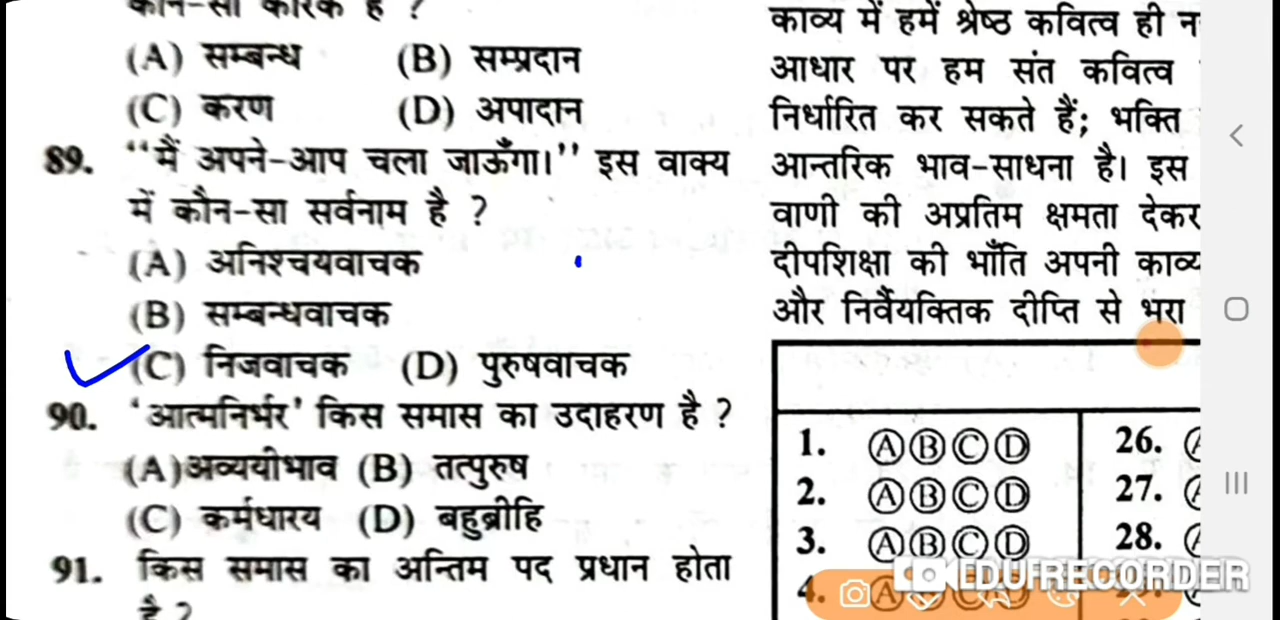 कौन-सा कारक है ?
(A) सम्बन्ध (B) सम्प्रदान
(C) करण (D) अपादान
89. “मैं अपने-आप चला जाऊँगा।” इस वाक्य
में कौन-सा सर्वनाम है ?
(A) अनिश्चयवाचक
(B) सम्बन्धवाचक
(C) निजवाचक (D) पुरुषवाचक
90. ‘आत्मनिर्भर’ किस समास का उदाहरण है ?
(A)अव्ययीभाव (B) तत्पुरुष
(C) कर्मधारय (D) बहुब्रीहि
91. किस समास का अन्तिम पद प्रधान होता
है ?
काव्य में हमें श्रेष्ठ कवित्व ही न
आधार पर हम संत कवित्व
निर्धारित कर सकते हैं; भक्ति
आन्तरिक भाव-साधना है। इस
वाणी की अप्रतिम क्षमता देकर
दीपशिक्षा की भाँति अपनी काव्य
और निर्वैयक्तिक दीप्ति से भरा
1. A B C D 26. A
2. A B C D 27. A
3. A B C D 28. A
4. A B C D
EDUFRECORDER